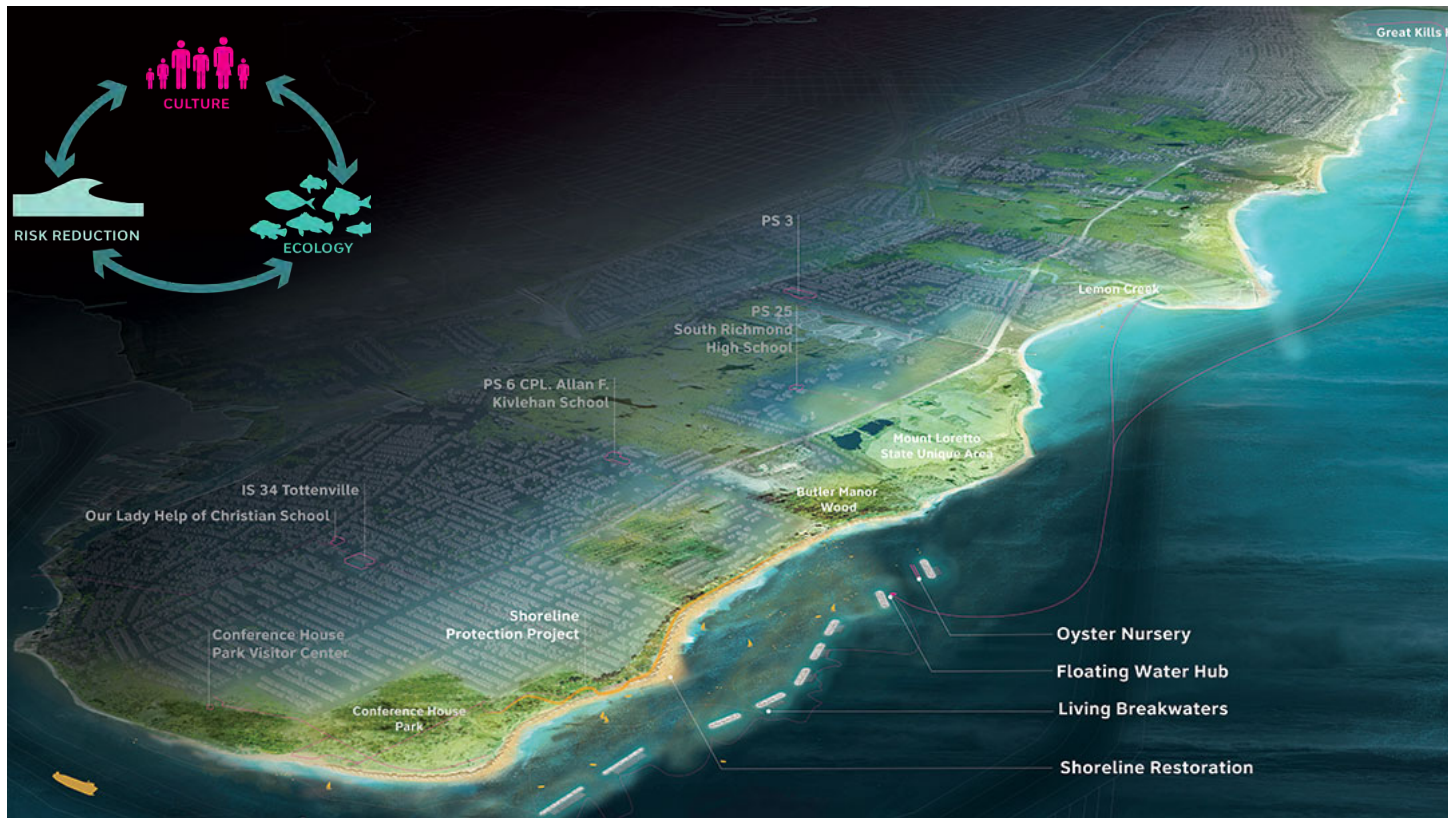 CULTURE
RISK REDUCTION
ECOLOGY
Great Kills
PS 3
Lemon Creek
PS 25
South Richmond
High School
PS 6 CPL. Allan F.
Kivlehan School
Mount Loretto
State Unique Area
Butler Manor
Wood
IS 34 Tottenville
Our Lady Help of Christian School
Shoreline
Protection Project
Conference House
Park Visitor Center
Conference House
Park
Oyster Nursery
Floating Water Hub
Living Breakwaters
Shoreline Restoration